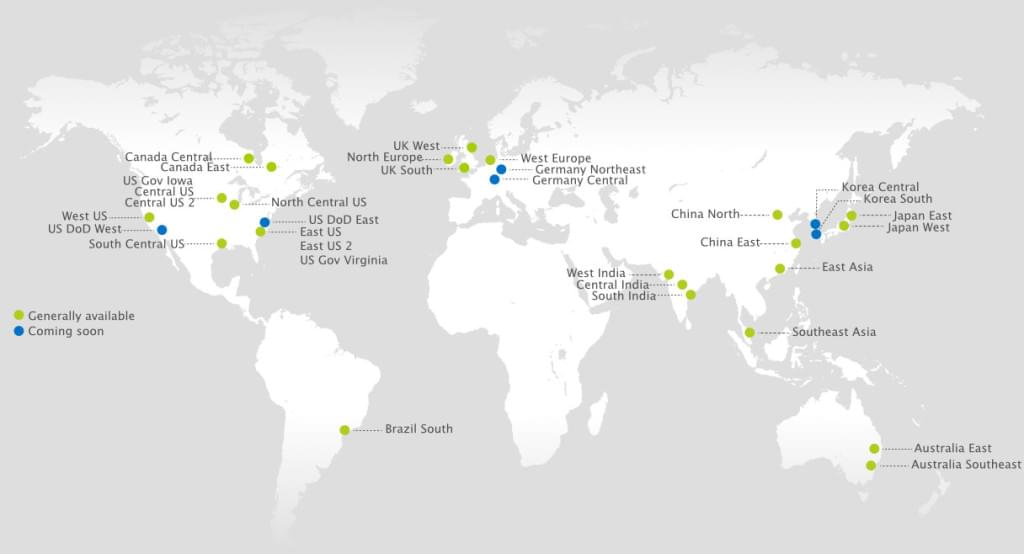 UK West
North Europe
UK South
West Europe
Germany Northeast
Germany Central
Canada Central
Canada East
US Gov Iowa
Central US
Central US 2
North Central US
West US
US DoD West
South Central US
US DoD East
East US
East US 2
US Gov Virginia
Korea Central
Korea South
China North
Japan East
Japan West
China East
East Asia
West India
Central India
South India
Generally available
Coming soon
Southeast Asia
Brazil South
Australia East
Australia Southeast